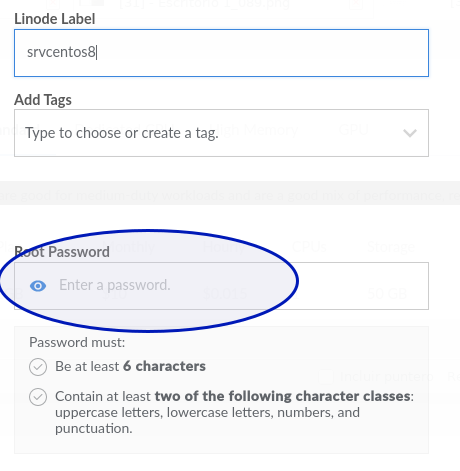 Linode Label
srvcentos8
Add Tags
Type to choose or create a tag.
Root Password
Enter a password.
Password must:
Be at least 6 characters
Contain at least two of the following character classes:
uppercase letters, lowercase letters, numbers, and
punctuation.